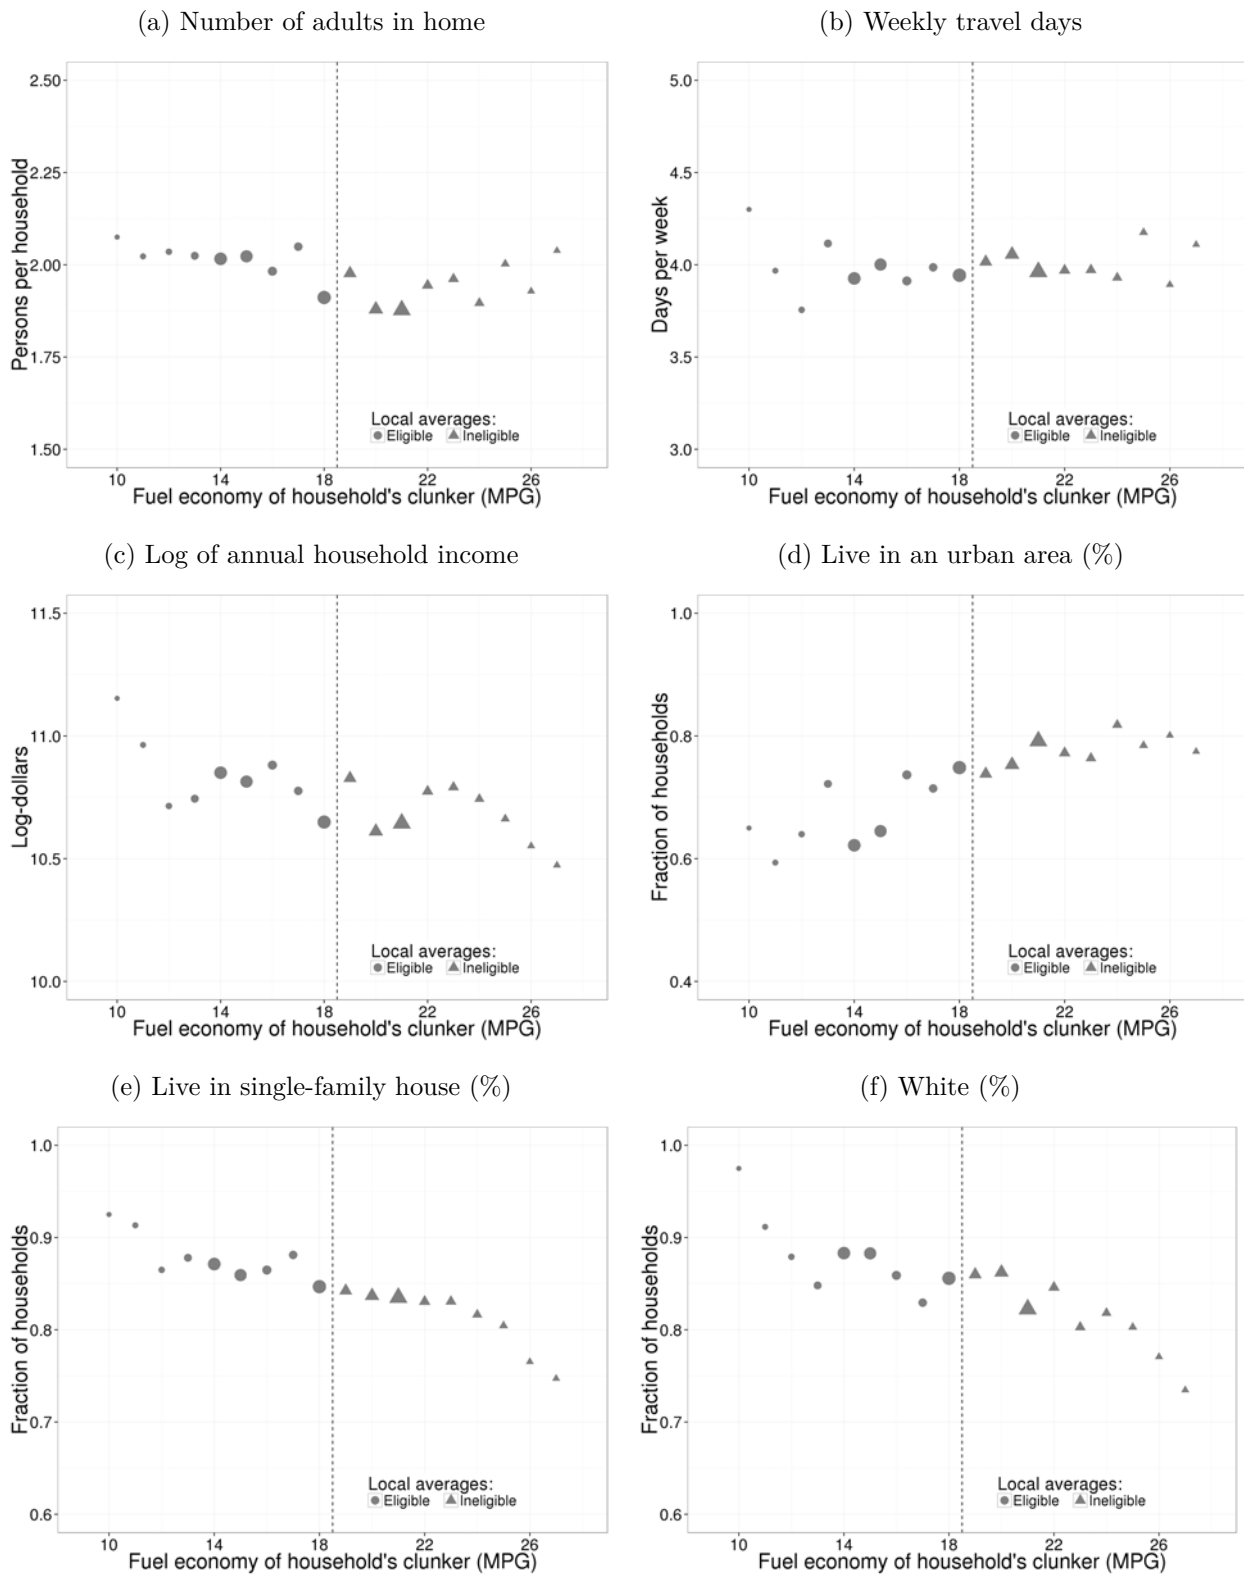 (a) Number of adults in home
2.50
2.25
2.00
1.75
1.50
Persons per household
Local averages:
Eligible Ineligible
10 14 18 22 26
Fuel economy of household's clunker (MPG)
(b) Weekly travel days
5.0
4.5
4.0
3.5
3.0
Days per week
Local averages:
Eligible Ineligible
10 14 18 22 26
Fuel economy of household's clunker (MPG)
(c) Log of annual household income
11.5
11.0
10.5
10.0
Log-dollars
Local averages:
Eligible Ineligible
10 14 18 22 26
Fuel economy of household's clunker (MPG)
(d) Live in an urban area (%)
1.0
0.8
0.6
0.4
Fraction of households
Local averages:
Eligible Ineligible
10 14 18 22 26
Fuel economy of household's clunker (MPG)
(e) Live in single-family house (%)
1.0
0.9
0.8
0.7
0.6
Fraction of households
Local averages:
Eligible Ineligible
10 14 18 22 26
Fuel economy of household's clunker (MPG)
(f) White (%)
1.0
0.9
0.8
0.7
0.6
Fraction of households
Local averages:
Eligible Ineligible
10 14 18 22 26
Fuel economy of household's clunker (MPG)